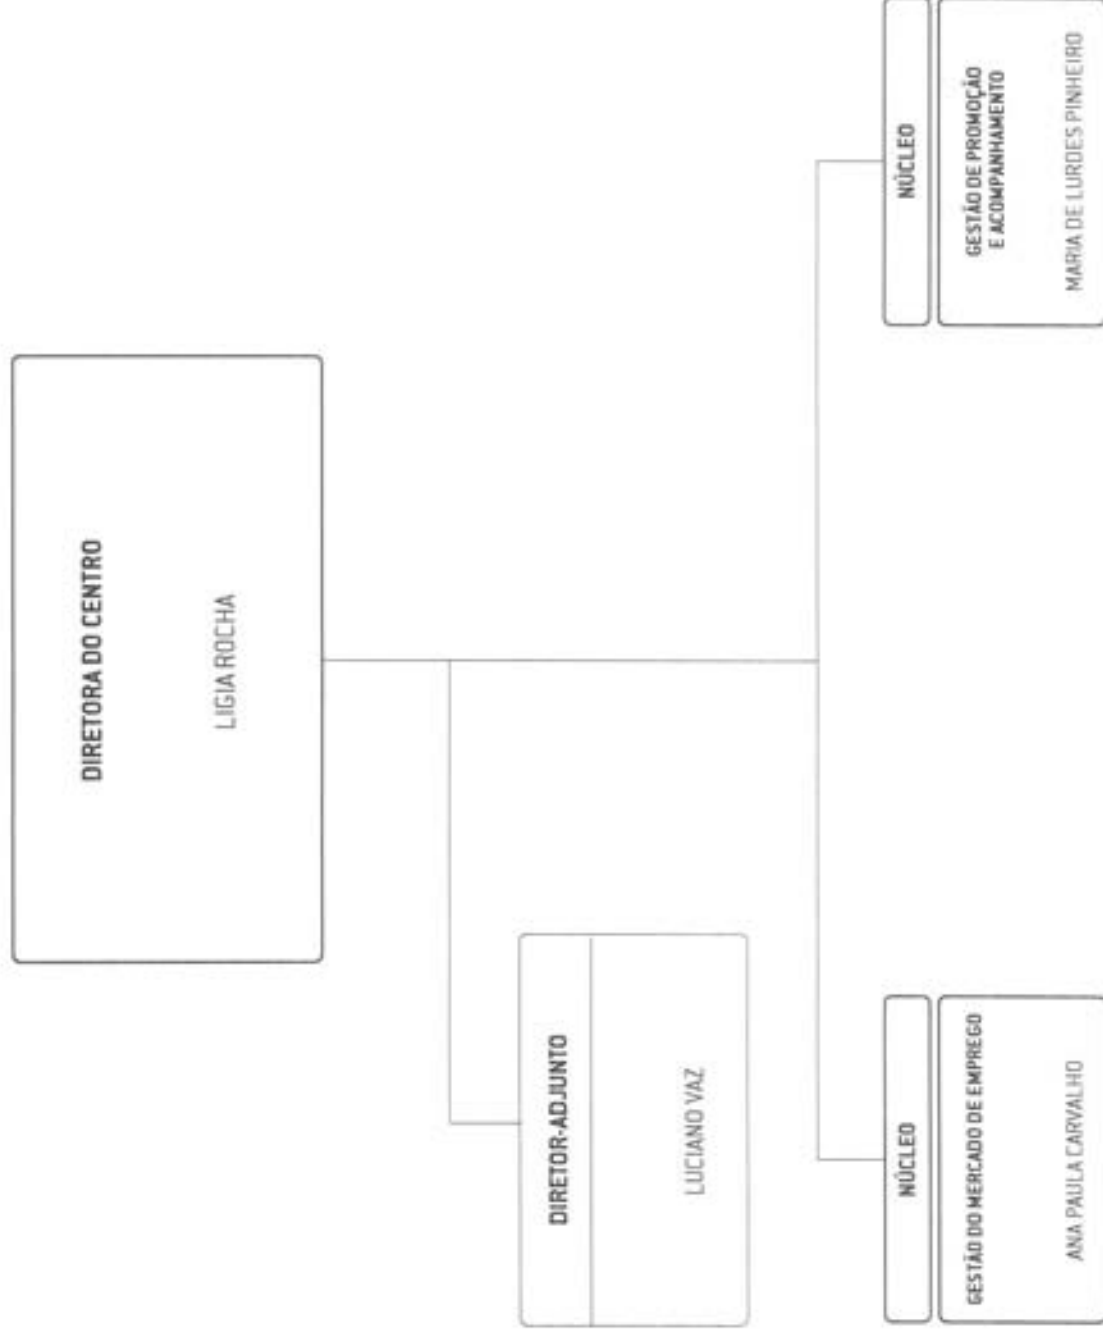 DIRETORA DO CENTRO
LIGIA ROCHA
DIRETOR-ADJUNTO
LUCIANO VAZ
NÚCLEO
GESTÃO DO MERCADO DE EMPREGO
ANA PAULA CARVALHO
NÚCLEO
GESTÃO DE PROMOÇÃO
E ACOMPANHAMENTO
MARIA DE LURDES PINHEIRO